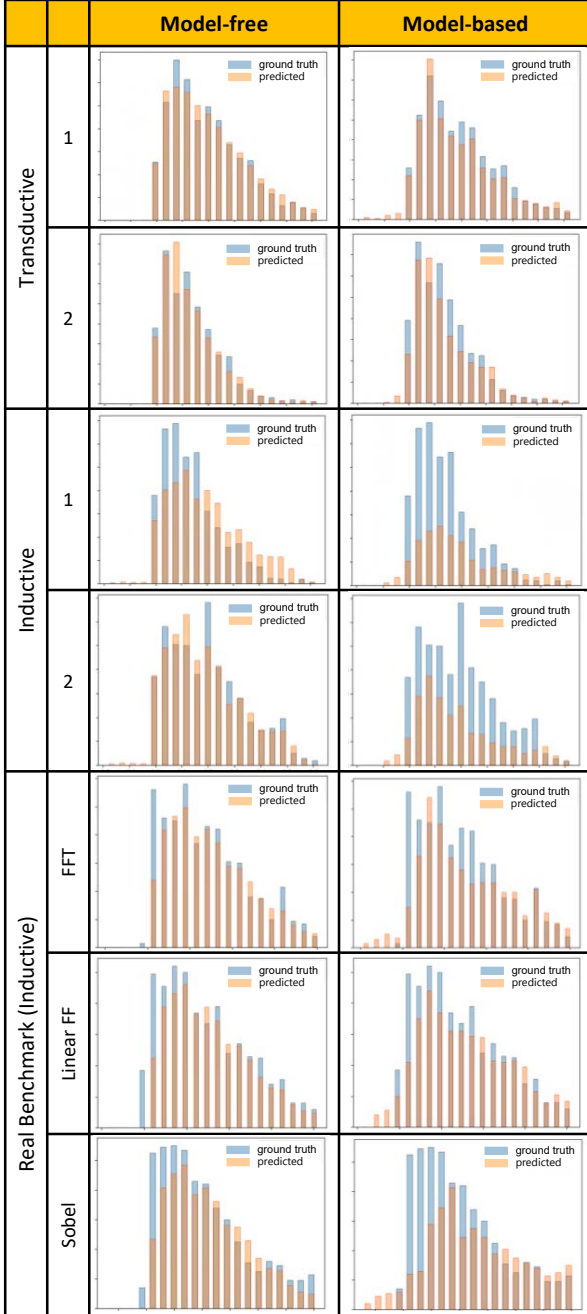 Model-free Model-based
Transductive
1
ground truth
predicted
ground truth
predicted
2
ground truth
predicted
ground truth
predicted
Inductive
1
ground truth
predicted
ground truth
predicted
2
ground truth
predicted
ground truth
predicted
Real Benchmark (Inductive)
FFT
ground truth
predicted
ground truth
predicted
Linear FF
ground truth
predicted
ground truth
predicted
Sobel
ground truth
predicted
ground truth
predicted